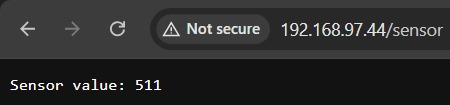 Not secure 192.168.97.44/sensor
Sensor value: 511